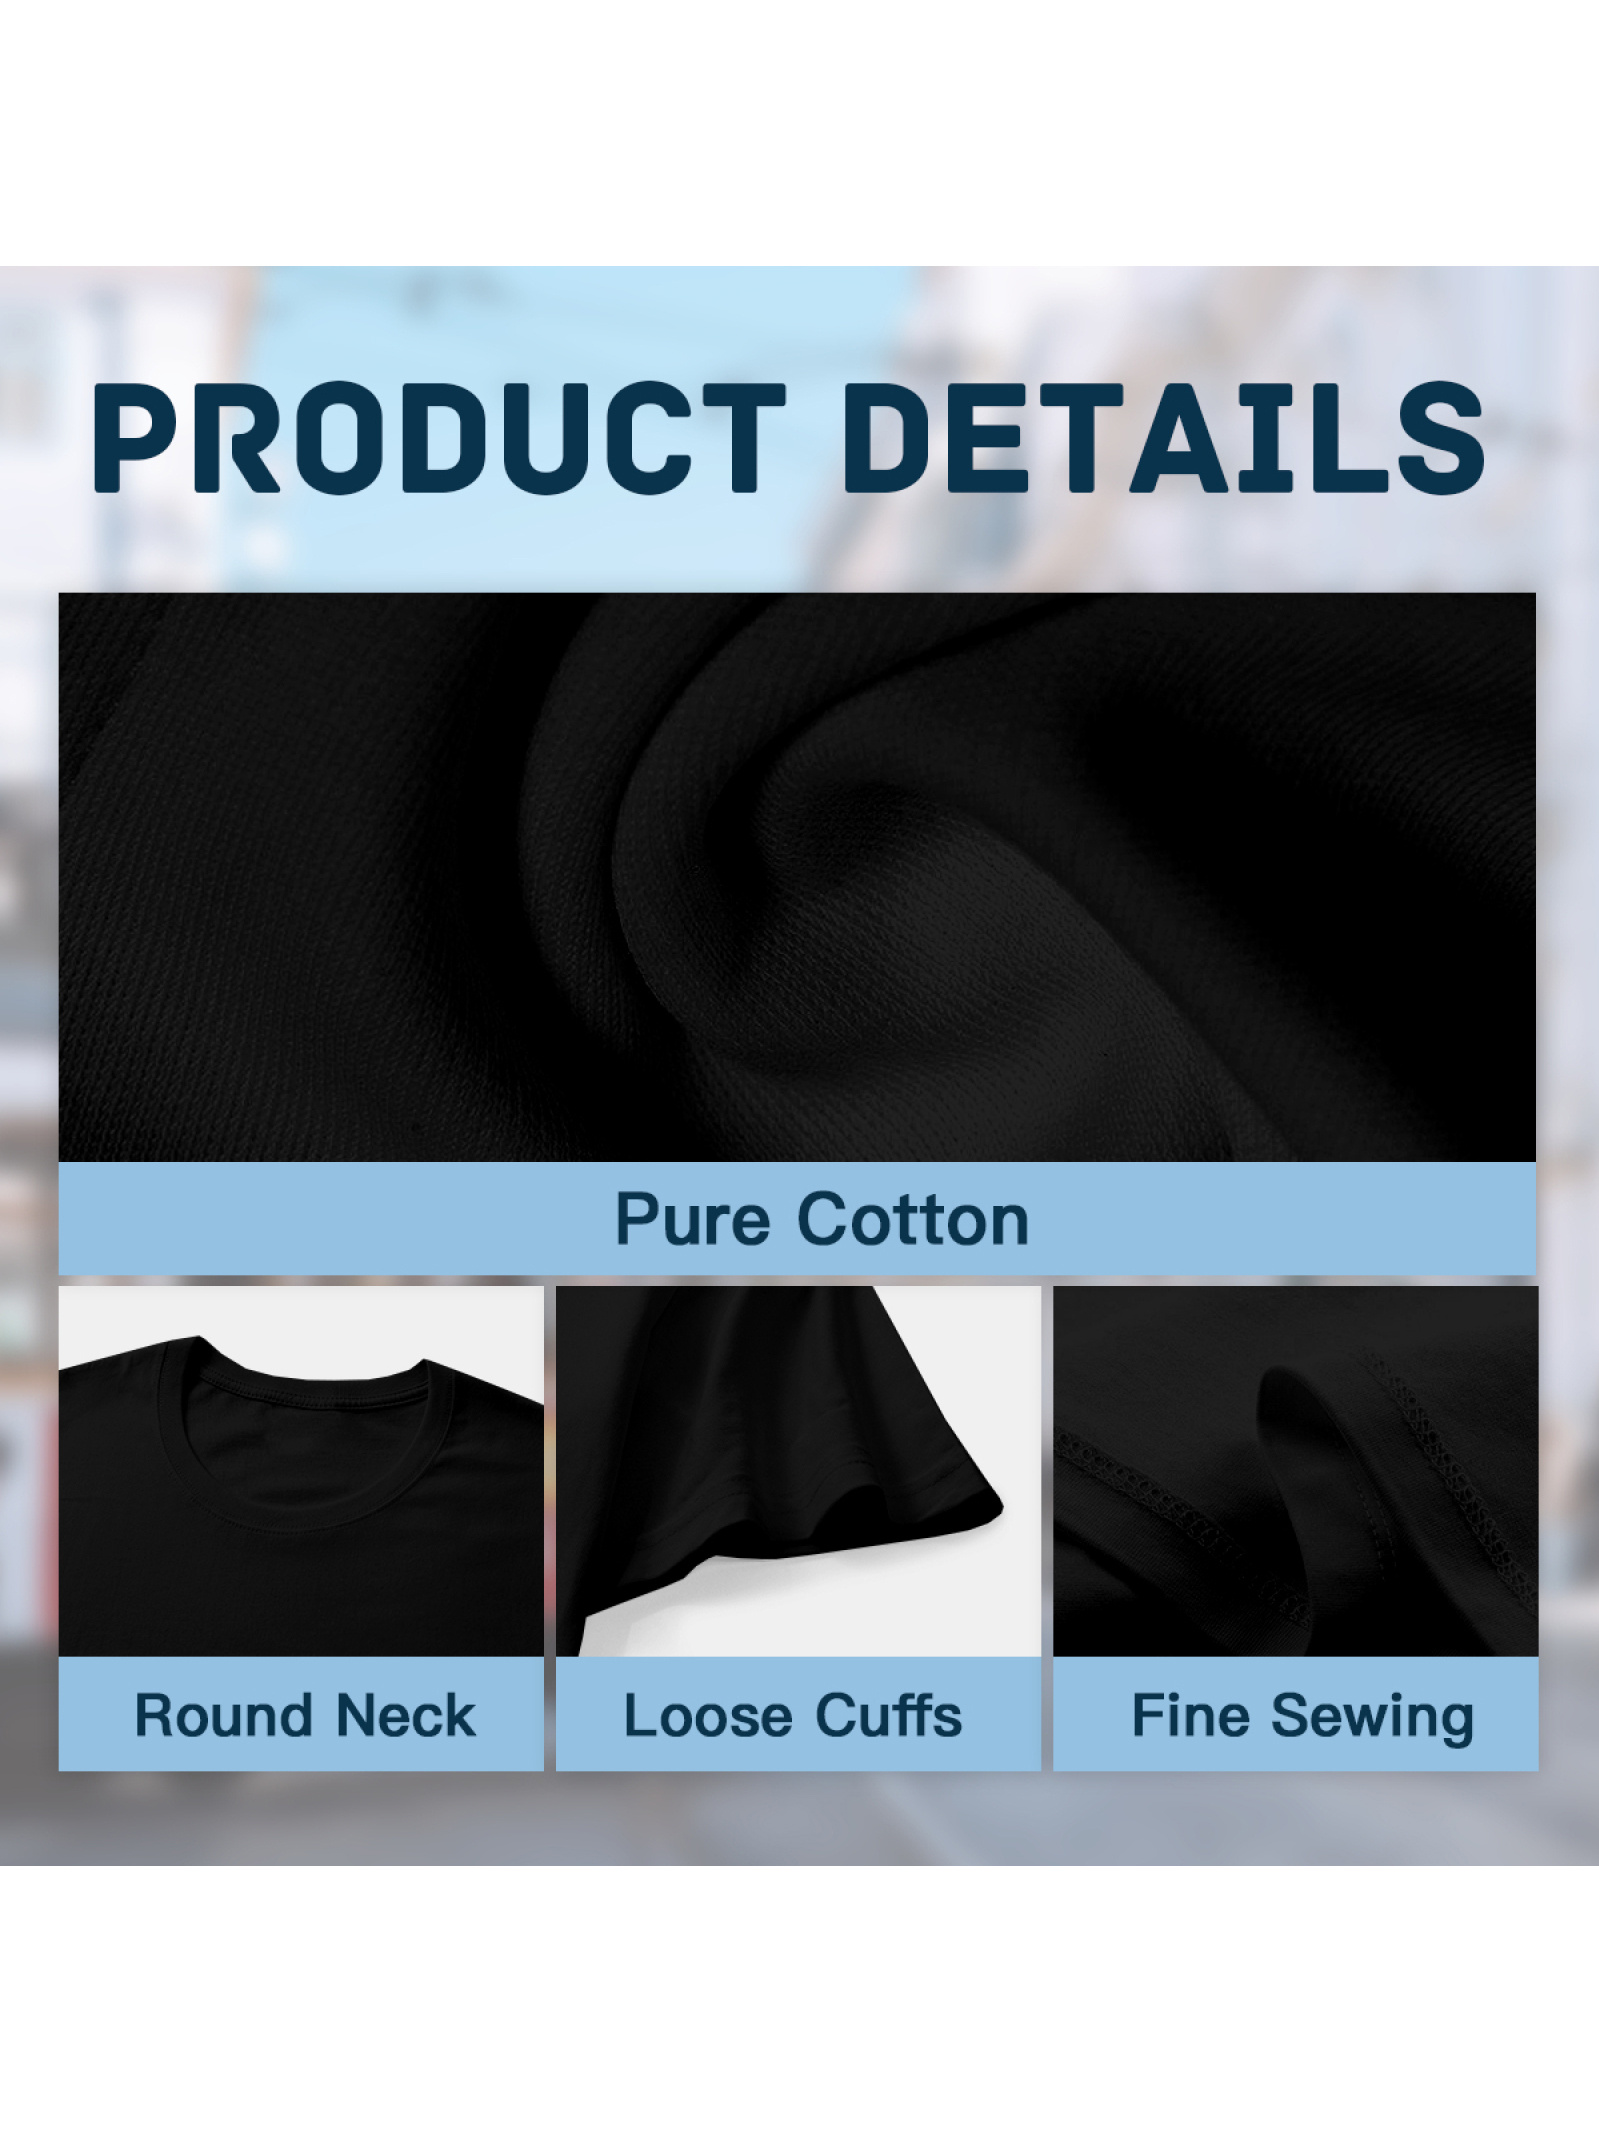 PRODUCT DETAILS
Pure Cotton
Round Neck
Loose Cuffs
Fine Sewing